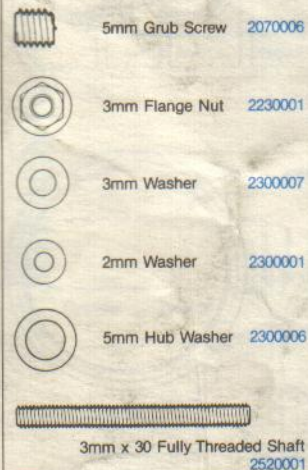 5mm Grub Screw 2070006
3mm Flange Nut 2230001
3mm Washer 2300007
2mm Washer 2300001
5mm Hub Washer 2300006
3mm x 30 Fully Threaded Shaft
2520001